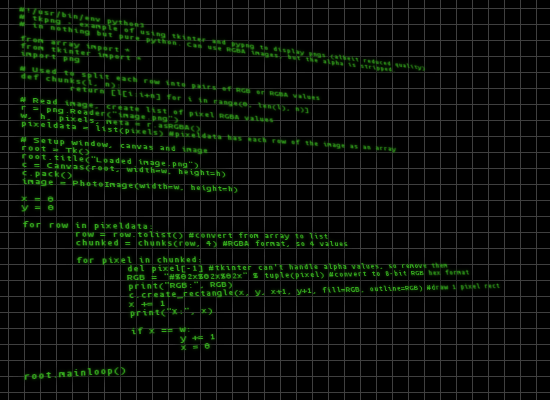 #!/usr/bin/env python3
# tkpng - example of using tkinter and pypng to display pngs (albeit reduced quality)
# in nothing but pure python. Can use RGBA images, but the alpha is stripped
from array import *
from tkinter import *
import png
# Used to split each row into pairs of RGB or RGBA values
def chunks(l, n):
return [l[i:i+n] for i in range(0, len(l), n)]
# Read image, create list of pixel RGBA values
r = png.Reader("image.png")
w, h, pixels, meta = r.asRGBA()
pixeldata = list(pixels) #pixeldata has each row of the image as an array
# Setup window, canvas and image
root = Tk()
root.title("Loaded image.png")
c = Canvas(root, width=w, height=h)
c.pack()
image = PhotoImage(width=w, height=h)
x = 0
y = 0
for row in pixeldata:
row = row.tolist() #convert from array to list
chunked = chunks(row, 4) #RGBA format, so 4 values
for pixel in chunked:
del pixel[-1] #tkinter can't handle alpha values, so remove them
RGB = "#%02x%02x%02x" % tuple(pixel) #convert to 8-bit RGB hex format
print("RGB:", RGB)
c.create_rectangle(x, y, x+1, y+1, fill=RGB, outline=RGB) #draw 1 pixel rect
x += 1
print("X:", x)
if x == w:
y += 1
x = 0
root.mainloop()